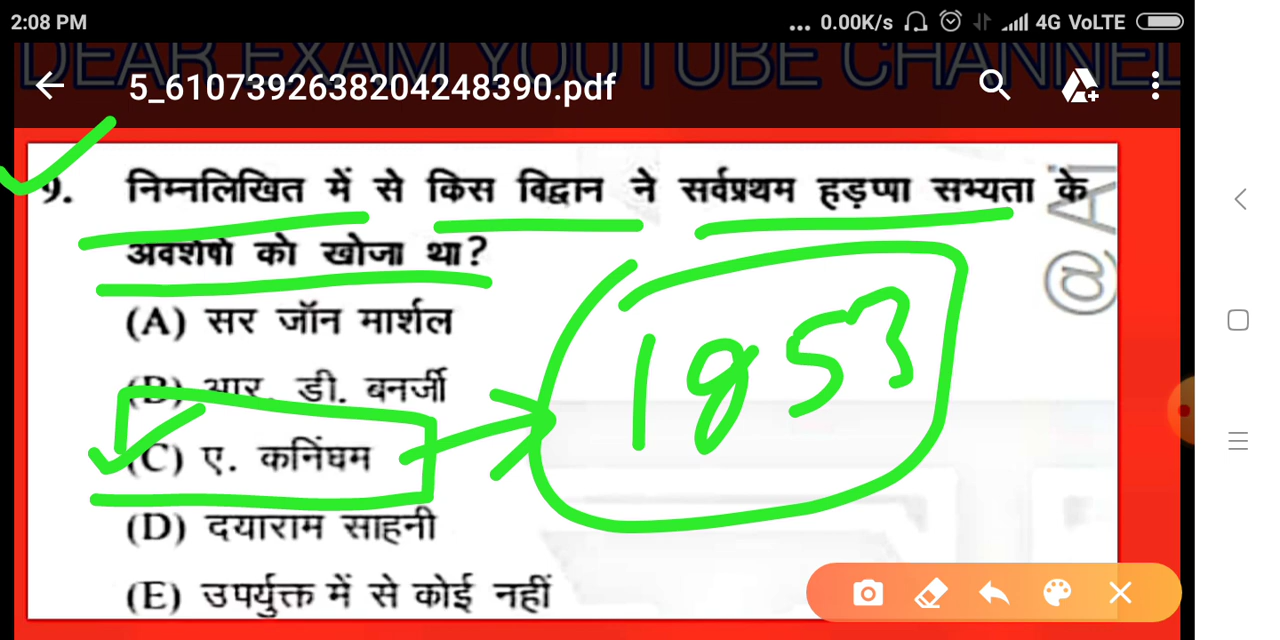 2:08 PM
... 0.00K/s 4G VoLTE
DEAR EXAM YOUTUBE CHANNEL
5_6107392638204248390.pdf
9. निम्नलिखित में से किस विद्वान ने सर्वप्रथम हड़प्पा सभ्यता के
अवशेषों को खोजा था?
(A) सर जॉन मार्शल
(B) आर. डी. बनर्जी
(C) ए. कनिंघम
(D) दयाराम साहनी
(E) उपर्युक्त में से कोई नहीं
1853
@Ai